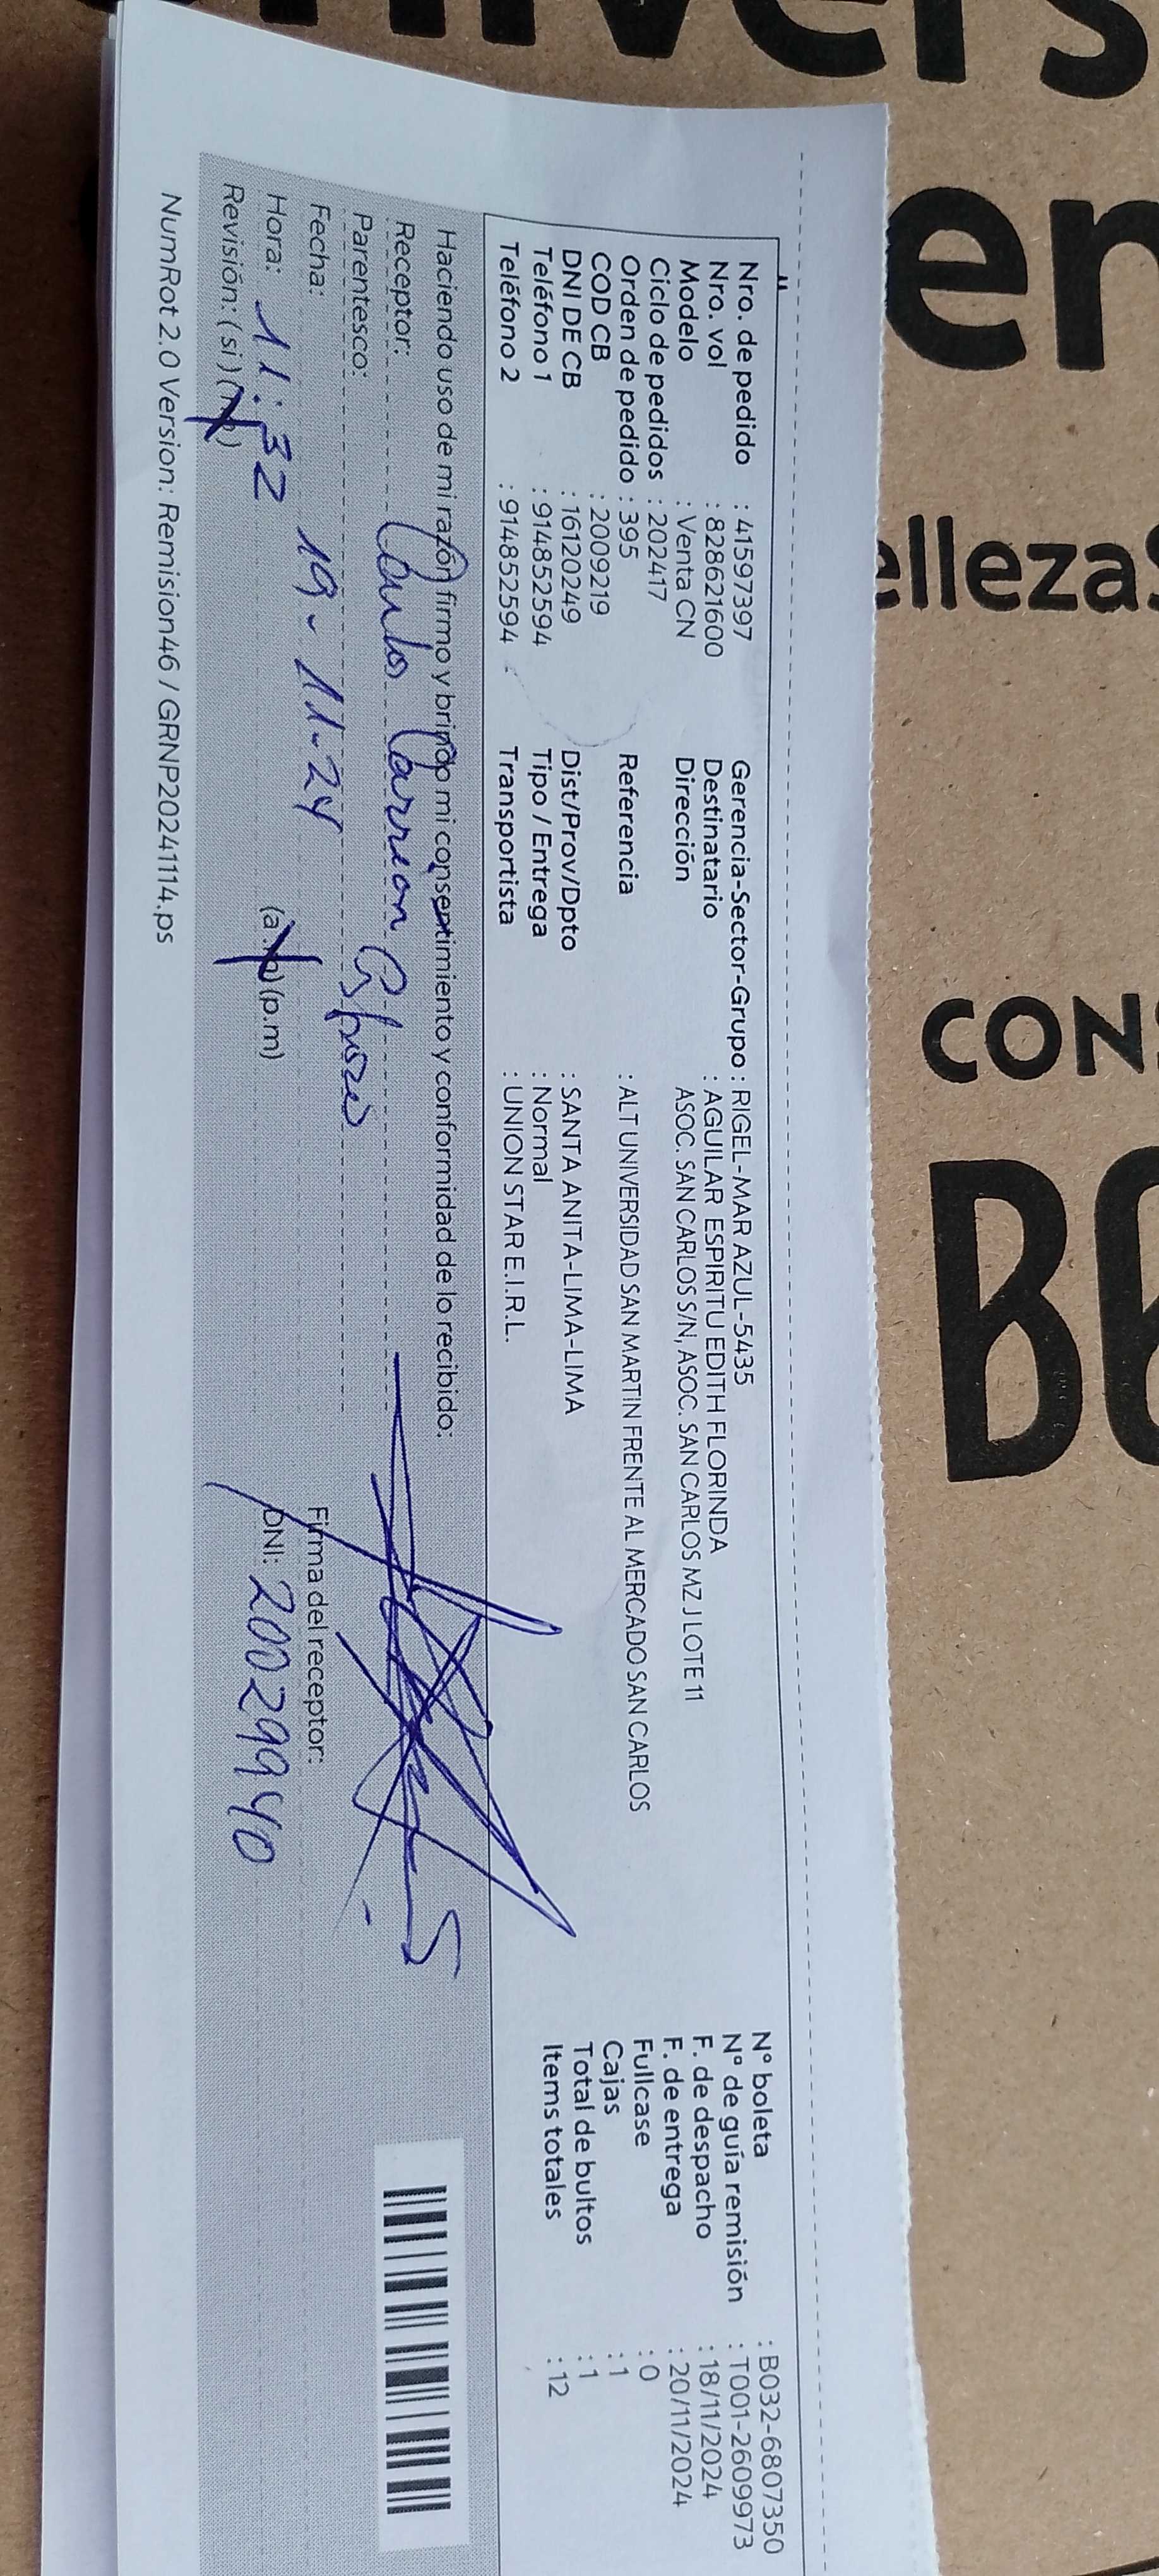 Nro. de pedido : 41597397
Nro. vol : 828621600
Modelo : Venta CN
Ciclo de pedidos : 202417
Orden de pedido : 395
COD CB : 2009219
DNI DE CB : 16120249
Teléfono 1 : 914852594
Teléfono 2 : 914852594
Gerencia-Sector-Grupo : RIGEL-MAR AZUL-5435
Destinatario : AGUILAR ESPIRITU EDITH FLORINDA
Dirección ASOC. SAN CARLOS S/N, ASOC. SAN CARLOS MZ J LOTE 11
Referencia : ALT UNIVERSIDAD SAN MARTIN FRENTE AL MERCADO SAN CARLOS
Dist/Prov/Dpto : SANTA ANITA-LIMA-LIMA
Tipo / Entrega : Normal
Transportista : UNION STAR E.I.R.L.
N° boleta : B032-6807350
N° de guía remisión : T001-2609973
F. de despacho : 18/11/2024
F. de entrega : 20/11/2024
Fullcase : 0
Cajas : 1
Total de bultos : 1
Items totales : 12
Haciendo uso de mi razón firmo y brindo mi consentimiento y conformidad de lo recibido:
Receptor: Carrion
Parentesco: Esposo
Fecha: 19-11-24
Firma del receptor:
Hora: 11:32 (a.m) (p.m)
DNI: 20029940
Revisión: (si) (no)
NumRot 2.0 Version: Remision46 / GRNP20241114.ps
en
elleza
CON